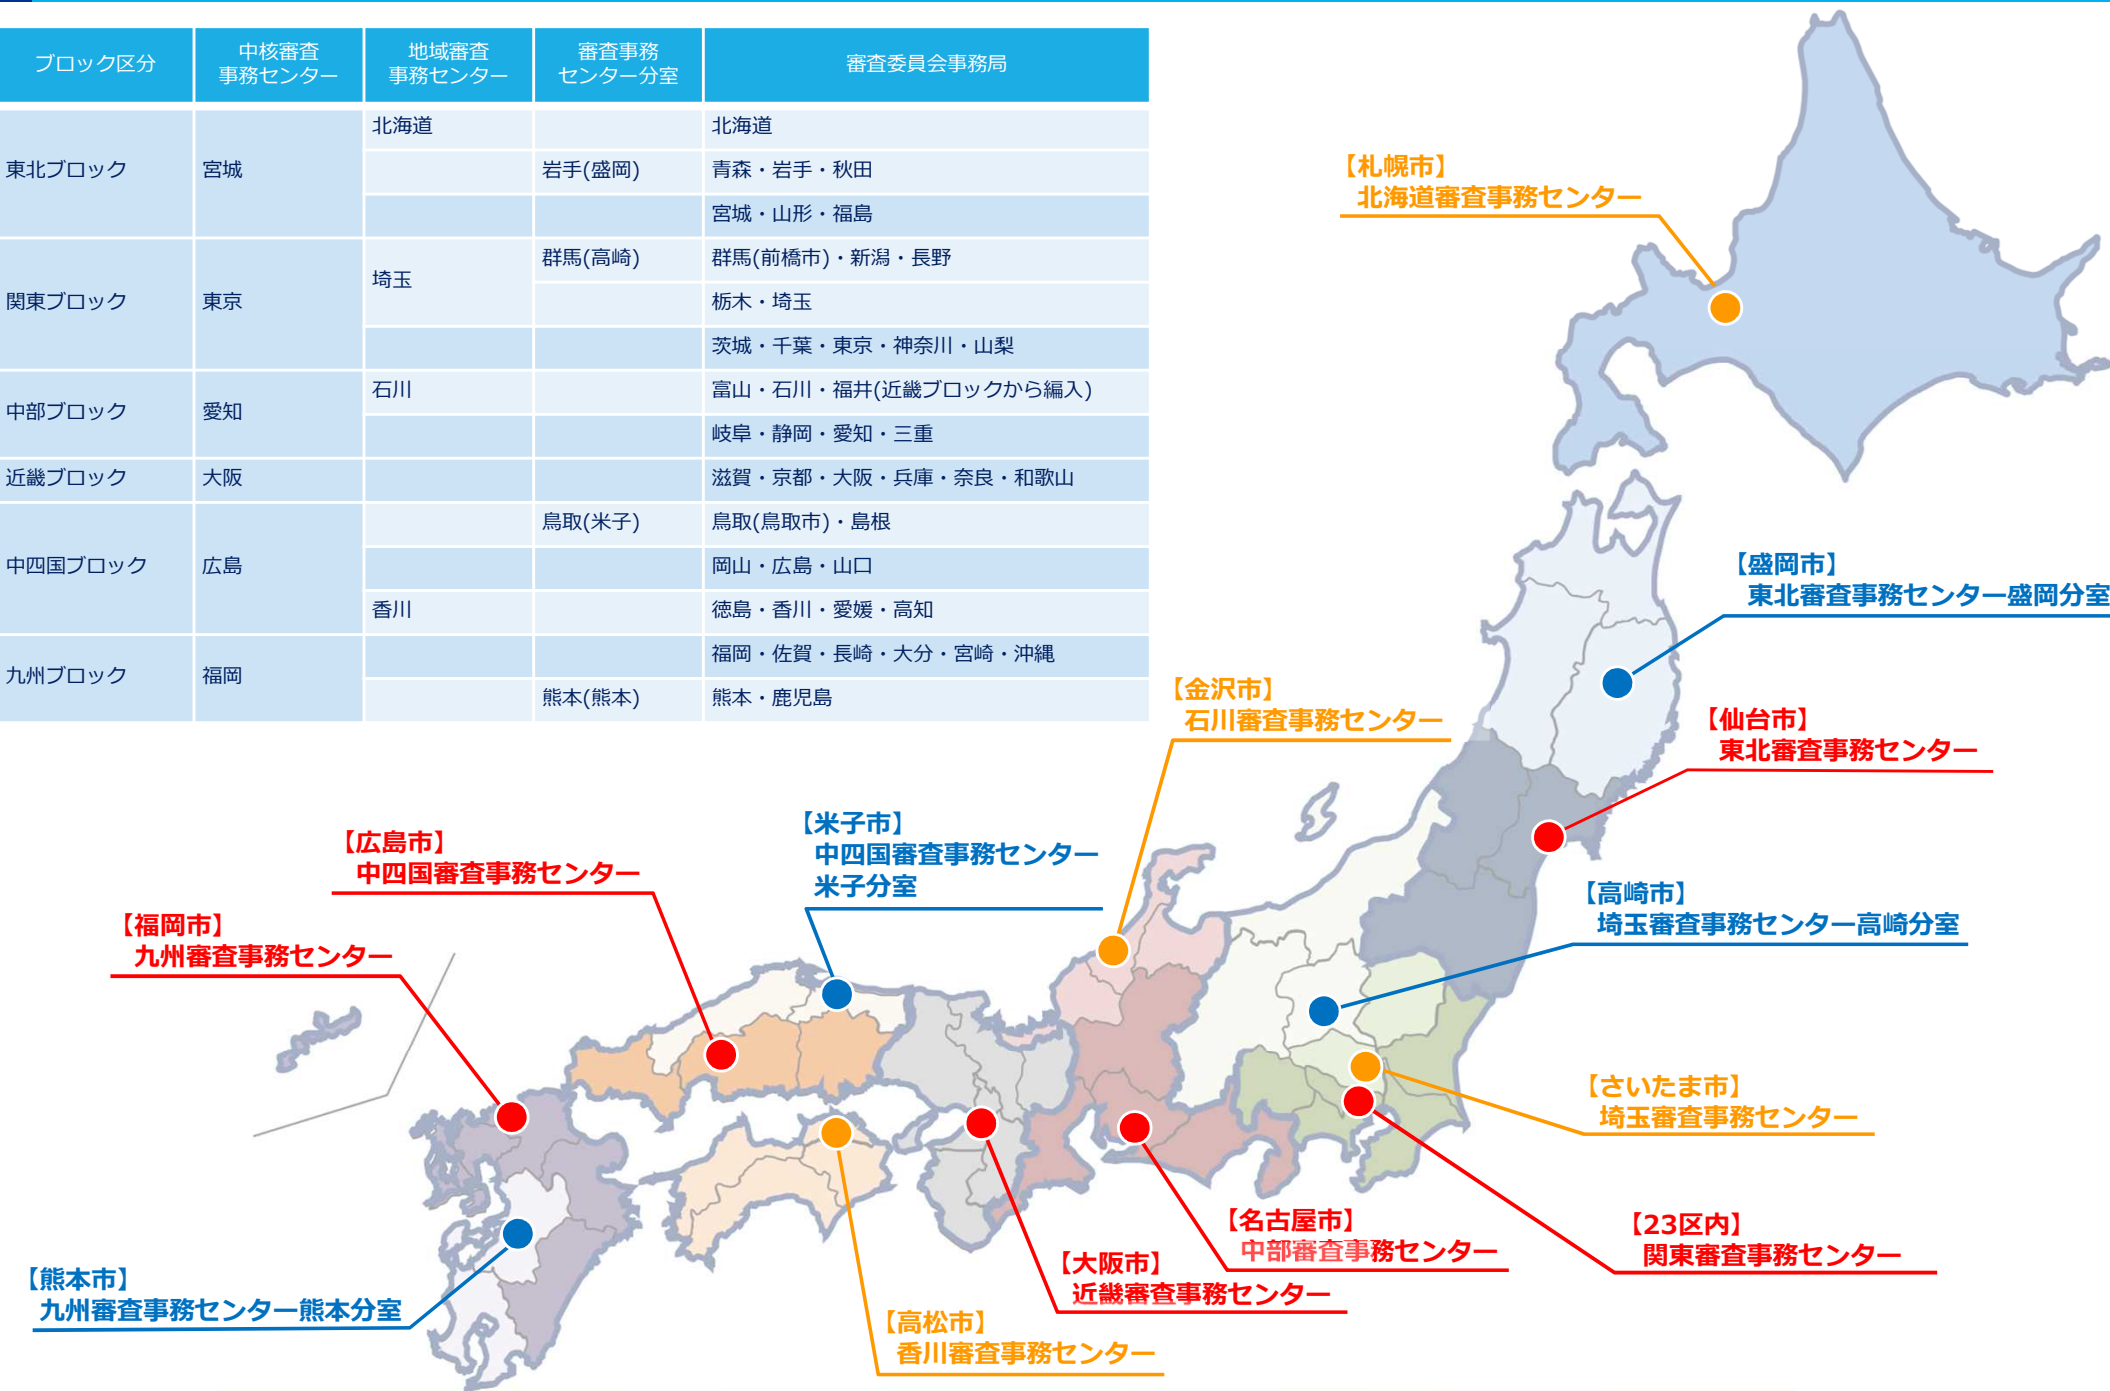 ブロック区分
中核審査
事務センター
地域審査
事務センター
審査事務
センター分室
審査委員会事務局
東北ブロック
宮城
北海道
北海道
岩手(盛岡)
青森・岩手・秋田
宮城・山形・福島
関東ブロック
東京
埼玉
群馬(高崎)
群馬(前橋市)・新潟・長野
栃木・埼玉
茨城・千葉・東京・神奈川・山梨
中部ブロック
愛知
石川
富山・石川・福井(近畿ブロックから編入)
岐阜・静岡・愛知・三重
近畿ブロック
大阪
滋賀・京都・大阪・兵庫・奈良・和歌山
中四国ブロック
広島
鳥取(米子)
鳥取(鳥取市)・島根
岡山・広島・山口
香川
徳島・香川・愛媛・高知
九州ブロック
福岡
福岡・佐賀・長崎・大分・宮崎・沖縄
熊本(熊本)
熊本・鹿児島
【札幌市】
北海道審査事務センター
【盛岡市】
東北審査事務センター盛岡分室
【金沢市】
石川審査事務センター
【仙台市】
東北審査事務センター
【米子市】
中四国審査事務センター
米子分室
【広島市】
中四国審査事務センター
【高崎市】
埼玉審査事務センター高崎分室
【福岡市】
九州審査事務センター
【さいたま市】
埼玉審査事務センター
【名古屋市】
中部審査事務センター
【23区内】
関東審査事務センター
【大阪市】
近畿審査事務センター
【熊本市】
九州審査事務センター熊本分室
【高松市】
香川審査事務センター